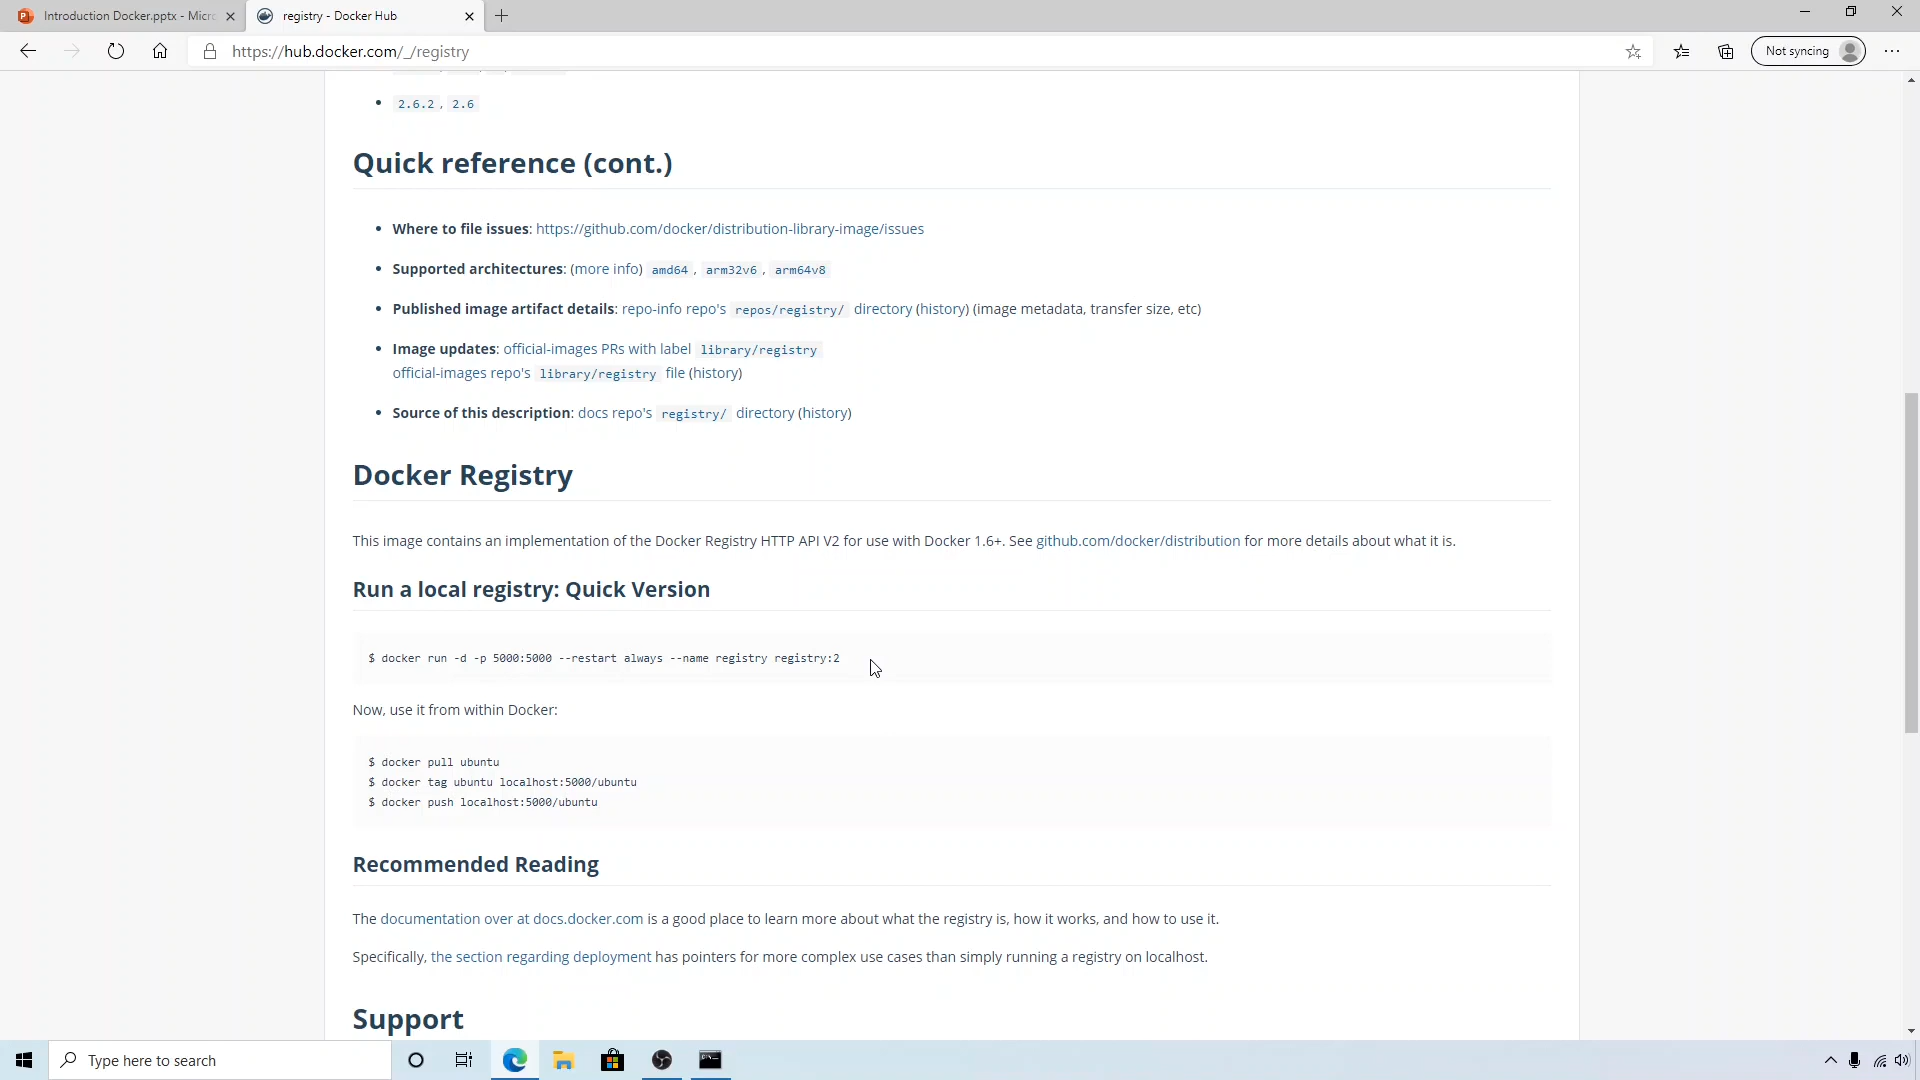 Introduction Docker.pptx - Micr
registry - Docker Hub
https://hub.docker.com/_/registry
Not syncing
2.6.2, 2.6
Quick reference (cont.)
Where to file issues: https://github.com/docker/distribution-library-image/issues
Supported architectures: (more info) amd64, arm32v6, arm64v8
Published image artifact details: repo-info repo's repos/registry/ directory (history) (image metadata, transfer size, etc)
Image updates: official-images PRs with label library/registry
official-images repo's library/registry file (history)
Source of this description: docs repo's registry/ directory (history)
Docker Registry
This image contains an implementation of the Docker Registry HTTP API V2 for use with Docker 1.6+. See github.com/docker/distribution for more details about what it is.
Run a local registry: Quick Version
$ docker run -d -p 5000:5000 --restart always --name registry registry:2
Now, use it from within Docker:
$ docker pull ubuntu
$ docker tag ubuntu localhost:5000/ubuntu
$ docker push localhost:5000/ubuntu
Recommended Reading
The documentation over at docs.docker.com is a good place to learn more about what the registry is, how it works, and how to use it.
Specifically, the section regarding deployment has pointers for more complex use cases than simply running a registry on localhost.
Support
Type here to search